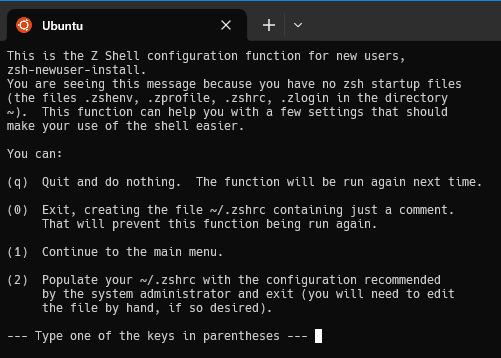 Ubuntu
This is the Z Shell configuration function for new users,
zsh-newuser-install.
You are seeing this message because you have no zsh startup files
(the files .zshenv, .zprofile, .zshrc, .zlogin in the directory
~).  This function can help you with a few settings that should
make your use of the shell easier.
You can:
(q)  Quit and do nothing.  The function will be run again next time.
(0)  Exit, creating the file ~/.zshrc containing just a comment.
     That will prevent this function being run again.
(1)  Continue to the main menu.
(2)  Populate your ~/.zshrc with the configuration recommended
     by the system administrator and exit (you will need to edit
     the file by hand, if so desired).
--- Type one of the keys in parentheses ---